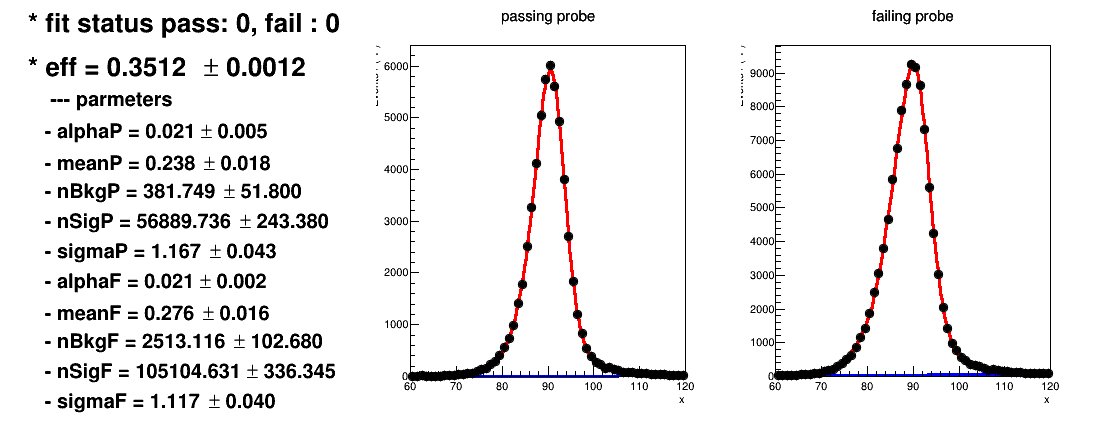 * fit status pass: 0, fail : 0
* eff = 0.3512 ± 0.0012
--- parmeters
- alphaP = 0.021 ± 0.005
- meanP = 0.238 ± 0.018
- nBkgP = 381.749 ± 51.800
- nSigP = 56889.736 ± 243.380
- sigmaP = 1.167 ± 0.043
- alphaF = 0.021 ± 0.002
- meanF = 0.276 ± 0.016
- nBkgF = 2513.116 ± 102.680
- nSigF = 105104.631 ± 336.345
- sigmaF = 1.117 ± 0.040
passing probe
6000
5000
4000
3000
2000
1000
0
60 70 80 90 100 110 120
x
failing probe
9000
8000
7000
6000
5000
4000
3000
2000
1000
0
60 70 80 90 100 110 120
x